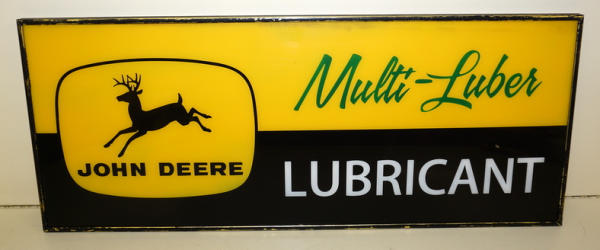 JOHN DEERE
Multi-Luber
LUBRICANT